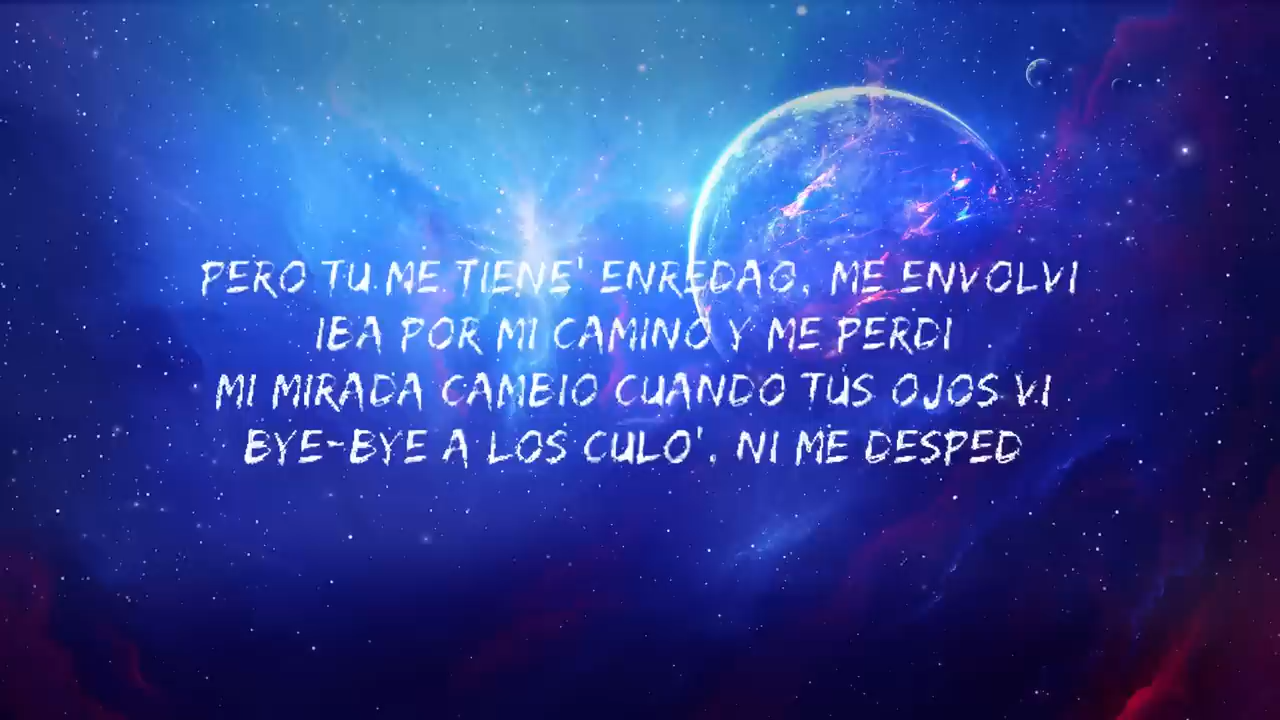 PERO TU ME TIENE' ENREDAO, ME ENVOLVI
IBA POR MI CAMINO Y ME PERDI
MI MIRADA CAMBIO CUANDO TUS OJOS VI
BYE-BYE A LOS CULO', NI ME DESPED